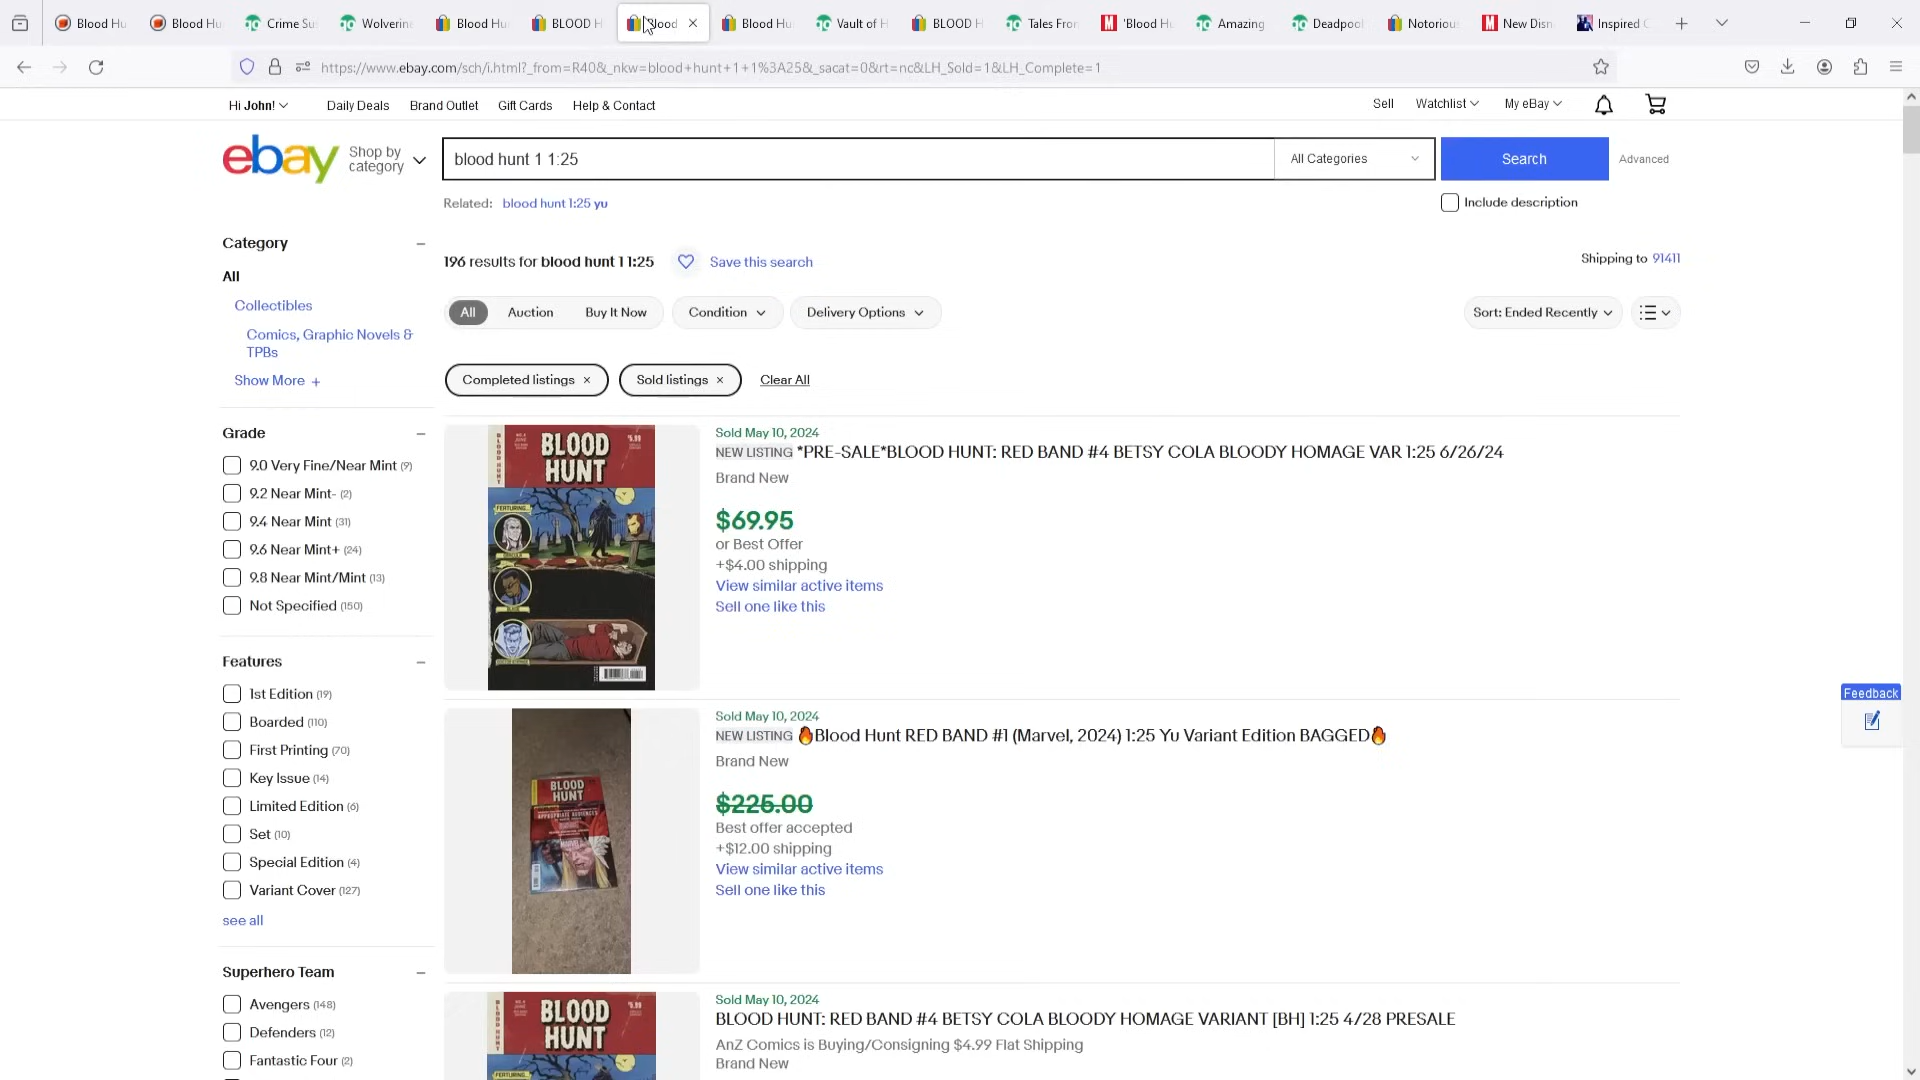 Blood Hu
Blood Hu
Crime Su
Wolverine
Blood Hu
BLOOD H
Blood
Blood Hu
Vault of H
BLOOD H
Tales From
'Blood Hu
Amazing
Deadpool
Notoriou
New Disn
Inspired
https://www.ebay.com/sch/i.html?_from=R40&_nkw=blood+hunt+1+1%3A25&_sacat=0&rt=nc&LH_Sold=1&LH_Complete=1
Hi John!
Daily Deals
Brand Outlet
Gift Cards
Help & Contact
Sell
Watchlist
My eBay
ebay
Shop by
category
blood hunt 1 1:25
All Categories
Search
Advanced
Related: blood hunt 1:25 yu
Include description
Category
All
Collectibles
Comics, Graphic Novels &
TPBs
Show More +
196 results for blood hunt 1 1:25
Save this search
Shipping to 91411
All
Auction
Buy It Now
Condition
Delivery Options
Sort: Ended Recently
Completed listings ×
Sold listings ×
Clear All
Grade
9.0 Very Fine/Near Mint (9)
9.2 Near Mint- (2)
9.4 Near Mint (31)
9.6 Near Mint+ (24)
9.8 Near Mint/Mint (13)
Not Specified (150)
Features
1st Edition (19)
Boarded (110)
First Printing (70)
Key Issue (14)
Limited Edition (6)
Set (10)
Special Edition (4)
Variant Cover (127)
see all
Superhero Team
Avengers (148)
Defenders (12)
Fantastic Four (2)
BLOOD
HUNT
FEATURING...
Sold May 10, 2024
NEW LISTING *PRE-SALE*BLOOD HUNT: RED BAND #4 BETSY COLA BLOODY HOMAGE VAR 1:25 6/26/24
Brand New
$69.95
or Best Offer
+$4.00 shipping
View similar active items
Sell one like this
BLOOD
HUNT
Sold May 10, 2024
NEW LISTING 🔥Blood Hunt RED BAND #1 (Marvel, 2024) 1:25 Yu Variant Edition BAGGED🔥
Brand New
$225.00
Best offer accepted
+$12.00 shipping
View similar active items
Sell one like this
BLOOD
HUNT
Sold May 10, 2024
BLOOD HUNT: RED BAND #4 BETSY COLA BLOODY HOMAGE VARIANT [BH] 1:25 4/28 PRESALE
AnZ Comics is Buying/Consigning $4.99 Flat Shipping
Brand New
Feedback